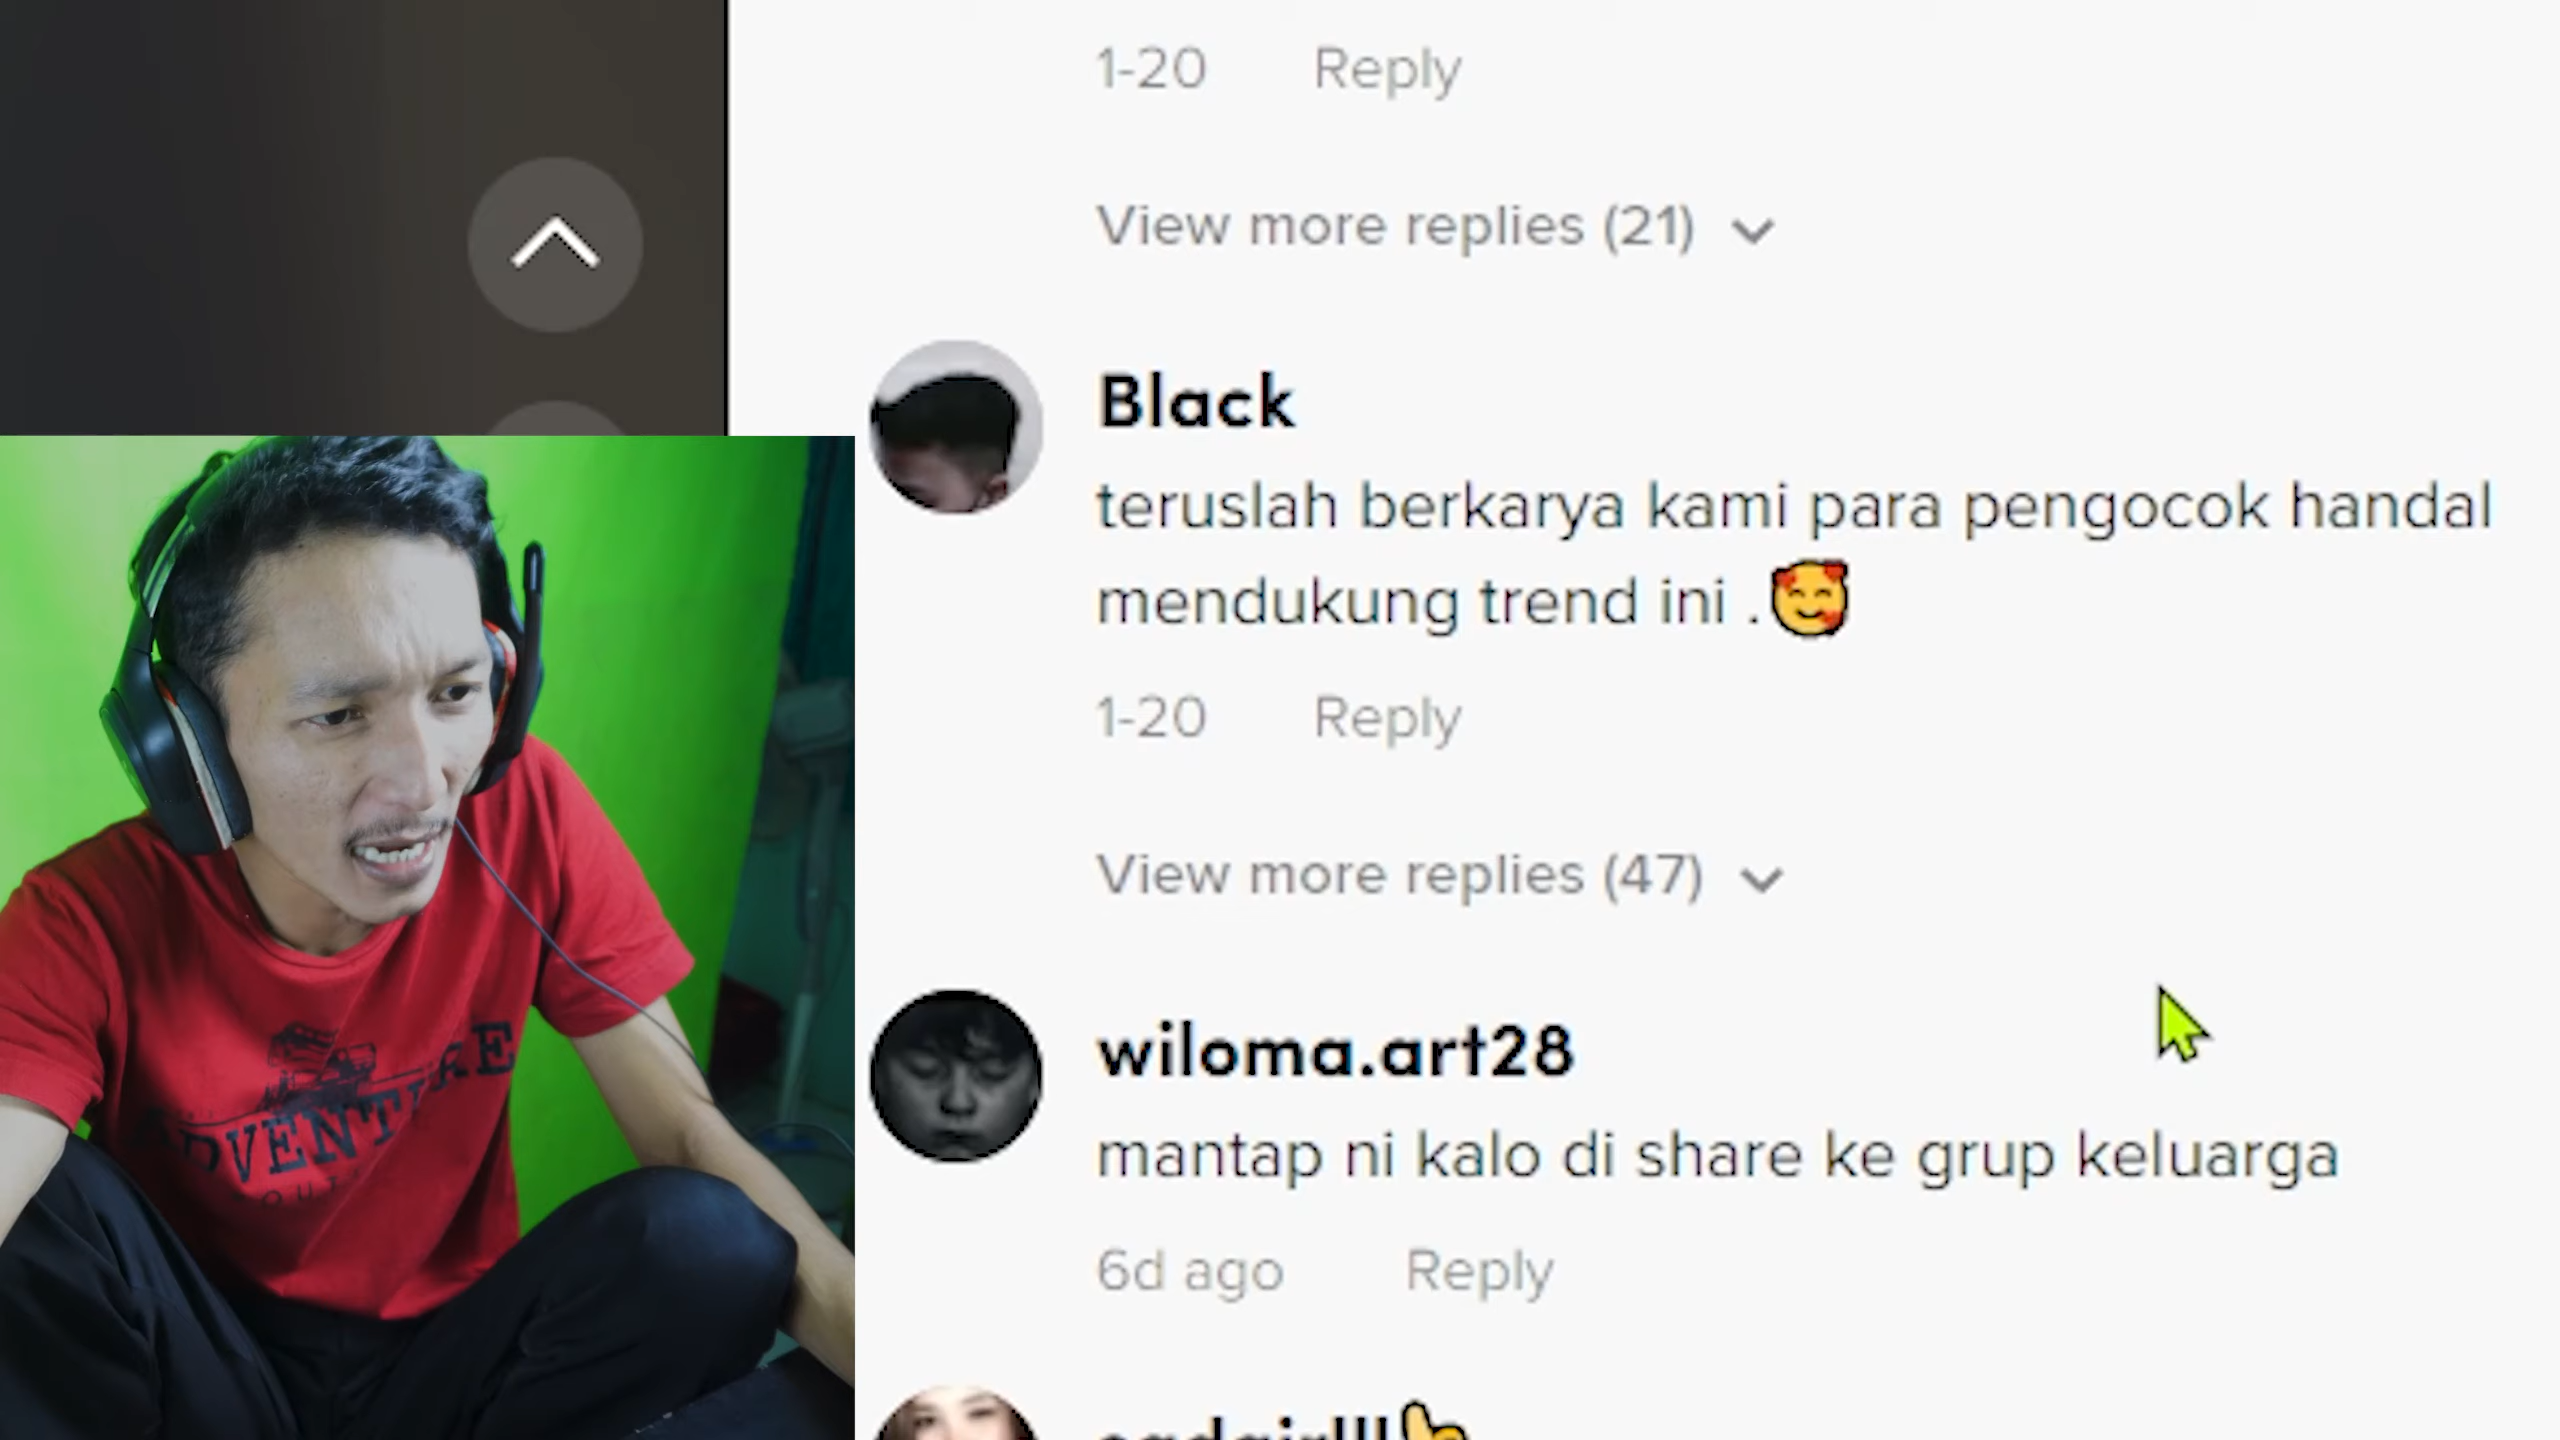 1-20 Reply
View more replies (21)
Black
teruslah berkarya kami para pengocok handal
mendukung trend ini .🥰
1-20 Reply
View more replies (47)
wiloma.art28
mantap ni kalo di share ke grup keluarga
6d ago Reply
ADVENTURE